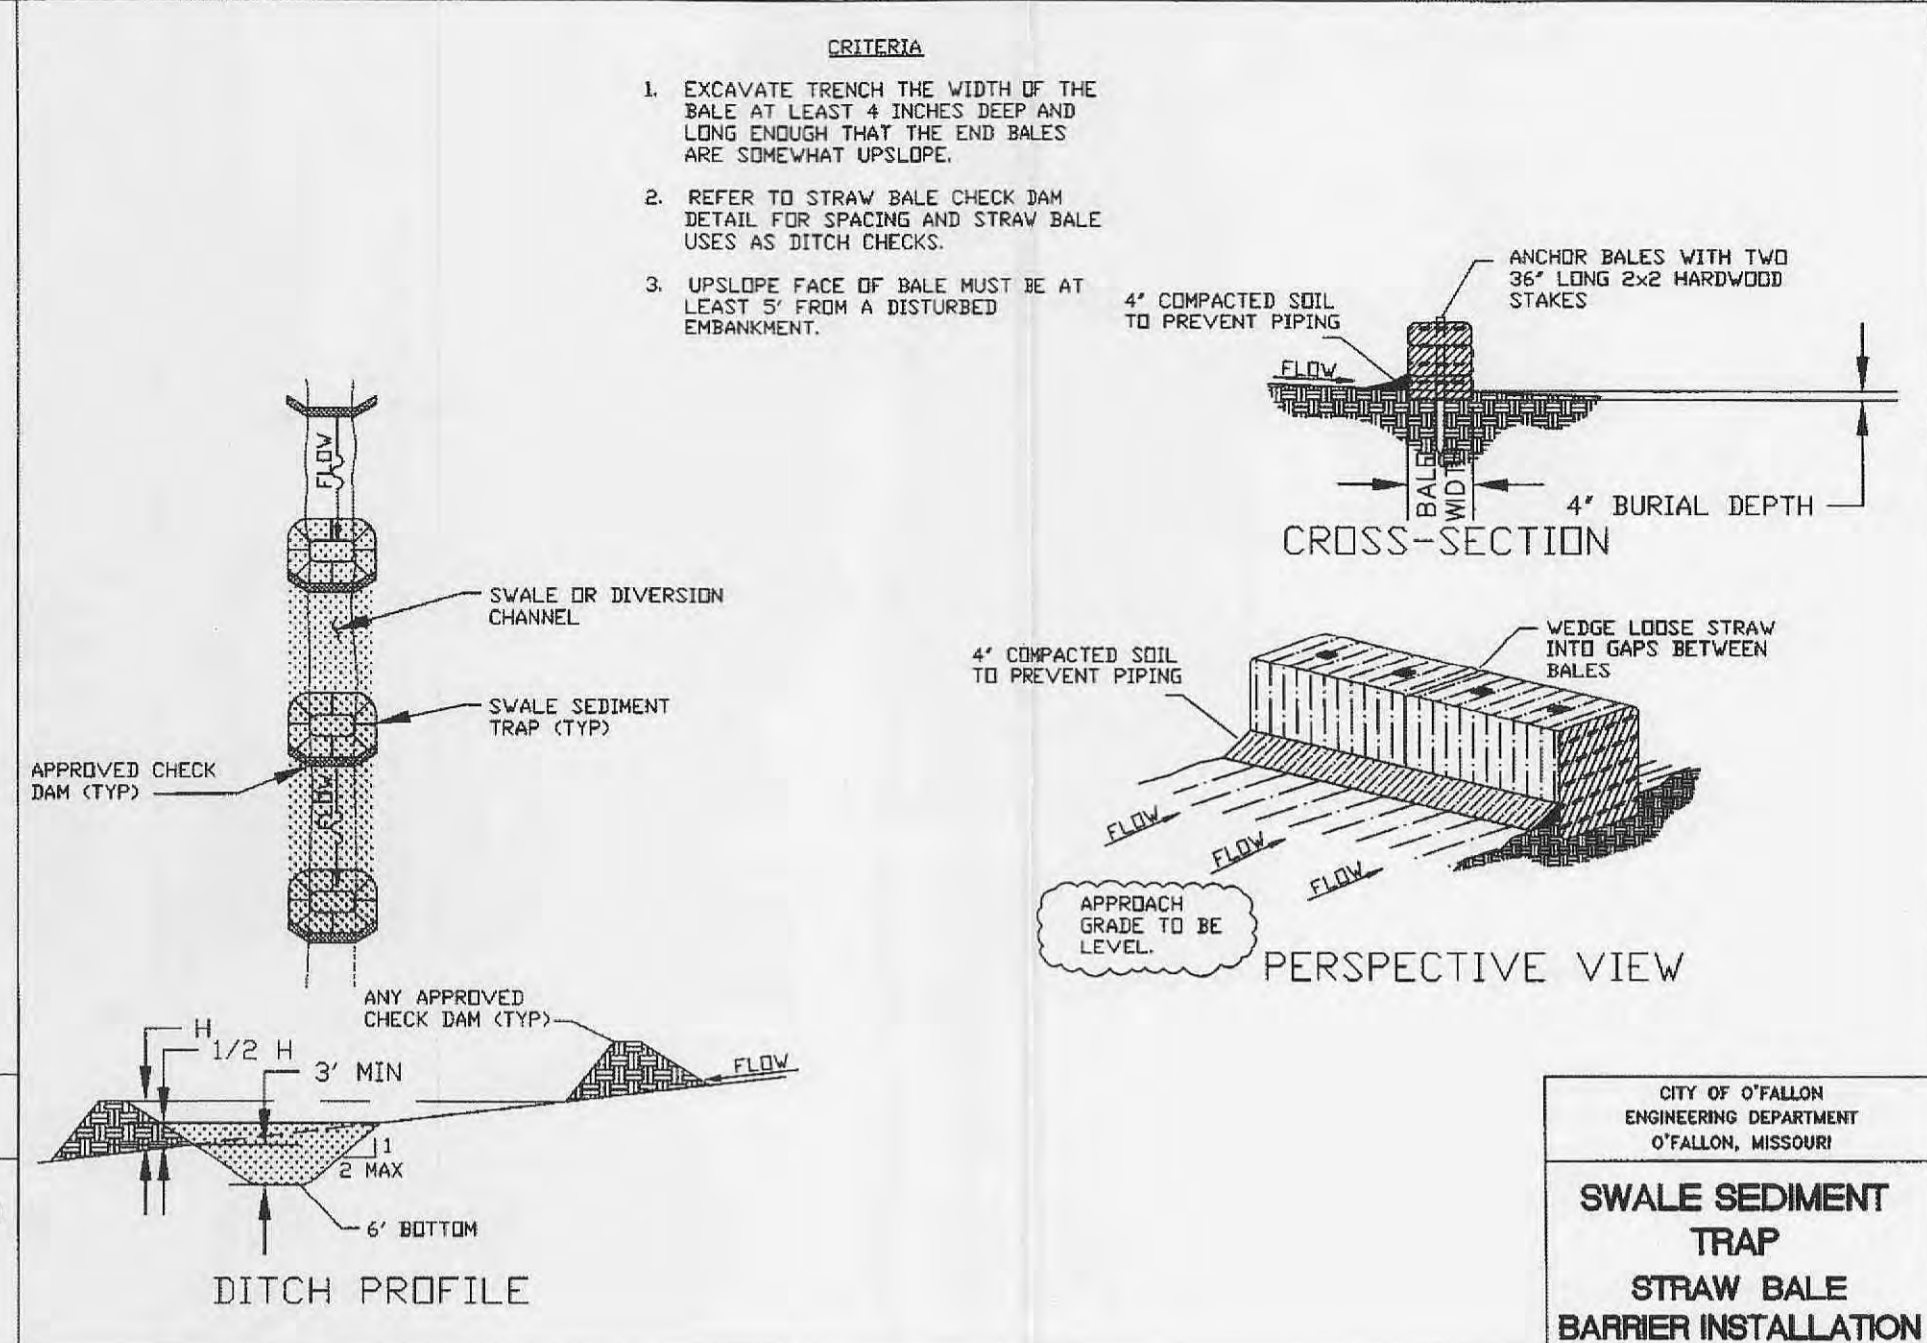 CRITERIA
1. EXCAVATE TRENCH THE WIDTH OF THE
BALE AT LEAST 4 INCHES DEEP AND
LONG ENOUGH THAT THE END BALES
ARE SOMEWHAT UPSLOPE.
2. REFER TO STRAW BALE CHECK DAM
DETAIL FOR SPACING AND STRAW BALE
USES AS DITCH CHECKS.
3. UPSLOPE FACE OF BALE MUST BE AT
LEAST 5' FROM A DISTURBED
EMBANKMENT.
FLOW
SWALE OR DIVERSION
CHANNEL
SWALE SEDIMENT
TRAP (TYP)
APPROVED CHECK
DAM (TYP)
FLOW
ANY APPROVED
CHECK DAM (TYP)
H
1/2 H
3' MIN
FLOW
1
2 MAX
6' BOTTOM
DITCH PROFILE
ANCHOR BALES WITH TWO
36" LONG 2x2 HARDWOOD
STAKES
4" COMPACTED SOIL
TO PREVENT PIPING
FLOW
BALE
WIDTH
4" BURIAL DEPTH
CROSS-SECTION
WEDGE LOOSE STRAW
INTO GAPS BETWEEN
BALES
4" COMPACTED SOIL
TO PREVENT PIPING
FLOW
FLOW
FLOW
APPROACH
GRADE TO BE
LEVEL.
PERSPECTIVE VIEW
CITY OF O'FALLON
ENGINEERING DEPARTMENT
O'FALLON, MISSOURI
SWALE SEDIMENT
TRAP
STRAW BALE
BARRIER INSTALLATION